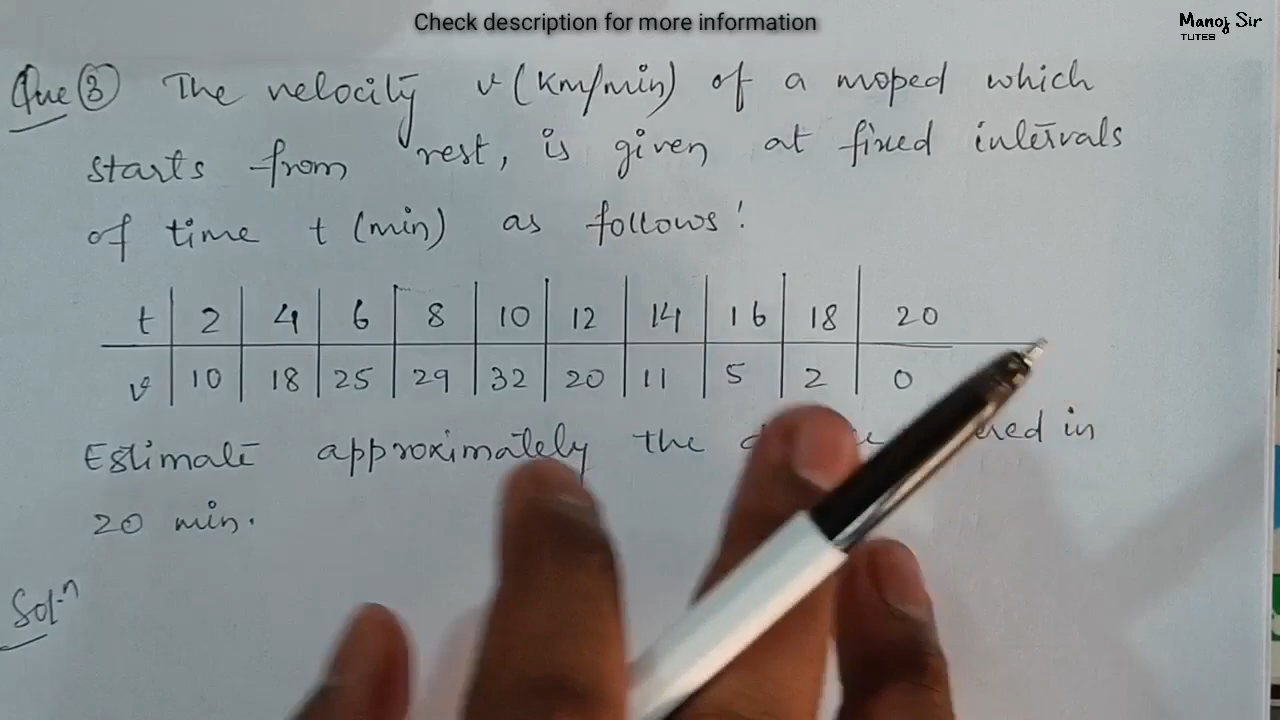 Check description for more information
Manoj Sir
TUTES
Que ③ The velocity v (km/min) of a moped which
starts from rest, is given at fixed intervals
of time t (min) as follows:
t 2 4 6 8 10 12 14 16 18 20
v 10 18 25 29 32 20 11 5 2 0
Estimate approximately the in
20 min.
Sol.n